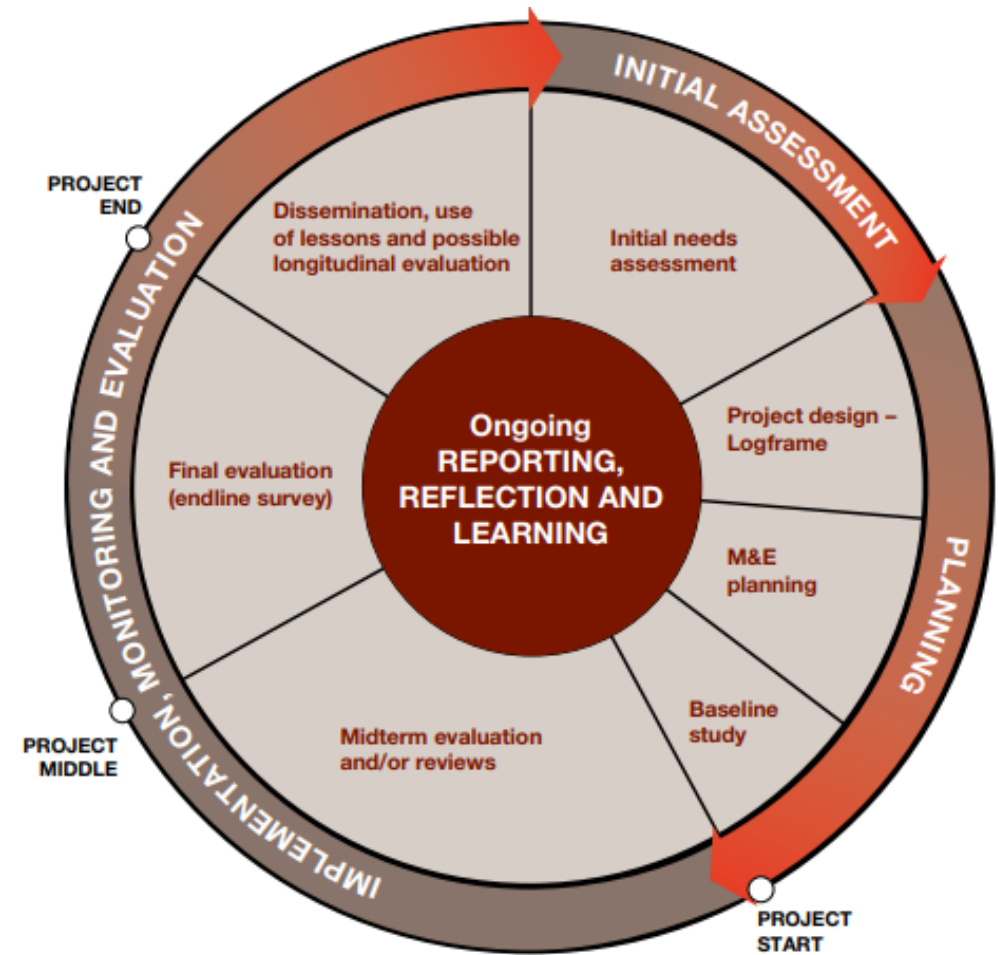 INITIAL ASSESSMENT
PROJECT
END
Dissemination, use
of lessons and possible
longitudinal evaluation
Initial needs
assessment
Project design –
Logframe
Ongoing
REPORTING,
REFLECTION AND
LEARNING
Final evaluation
(endline survey)
M&E
planning
PLANNING
Baseline
study
Midterm evaluation
and/or reviews
PROJECT
MIDDLE
IMPLEMENTATION, MONITORING AND EVALUATION
PROJECT
START